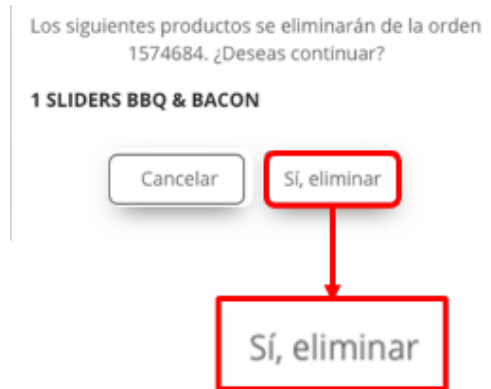 Los siguientes productos se eliminarán de la orden
1574684. ¿Deseas continuar?
1 SLIDERS BBQ & BACON
Cancelar
Sí, eliminar
Sí, eliminar